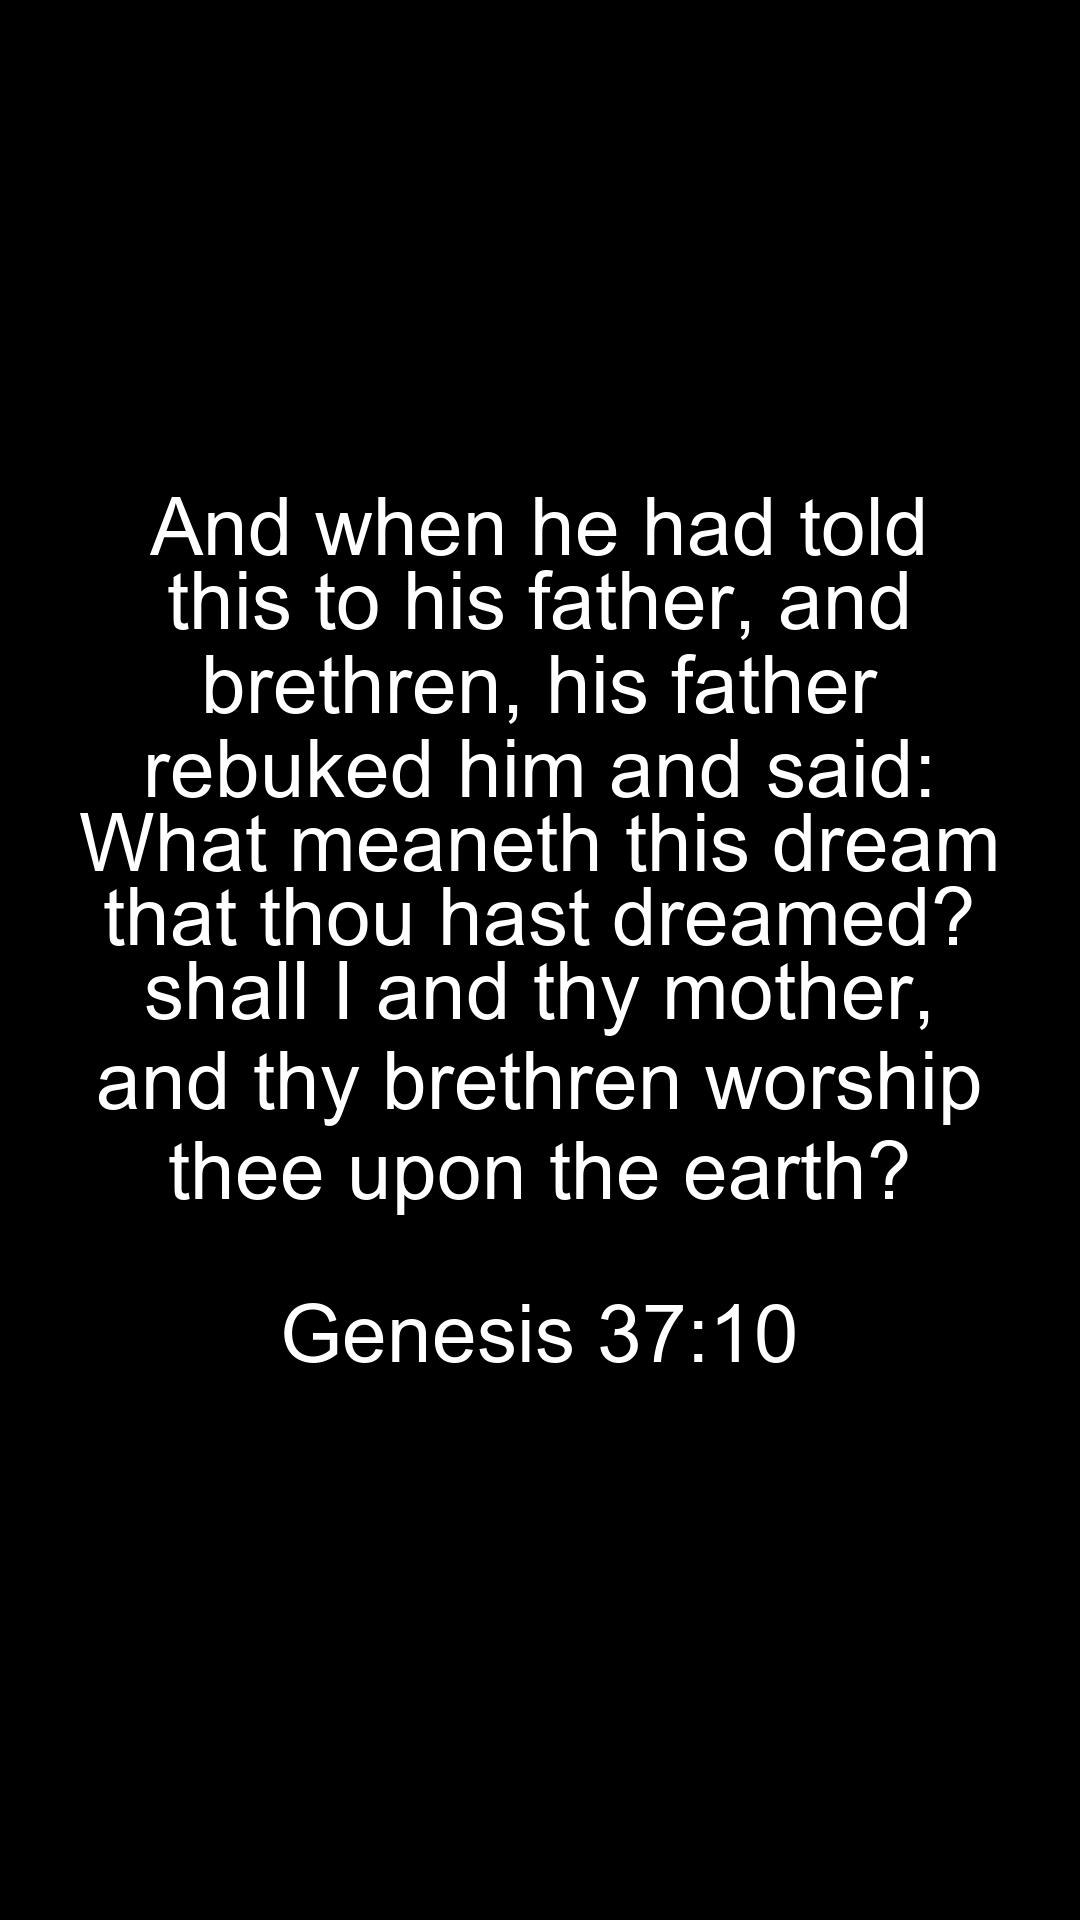 And when he had told
this to his father, and
brethren, his father
rebuked him and said:
What meaneth this dream
that thou hast dreamed?
shall I and thy mother,
and thy brethren worship
thee upon the earth?
Genesis 37:10